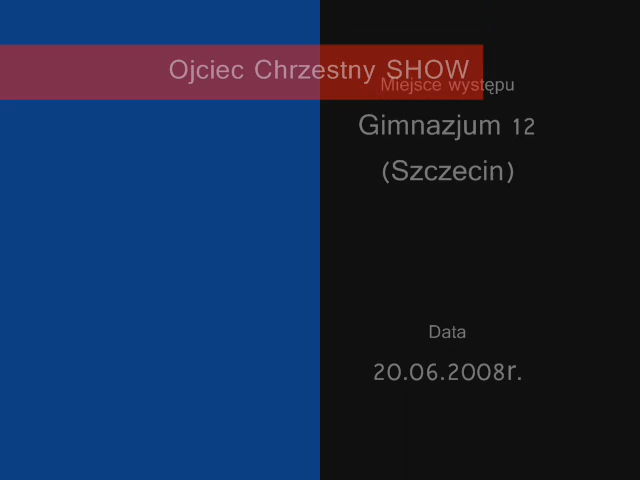 Ojciec Chrzestny SHOW
Miejsce występu
Gimnazjum 12
(Szczecin)
Data
20.06.2008r.